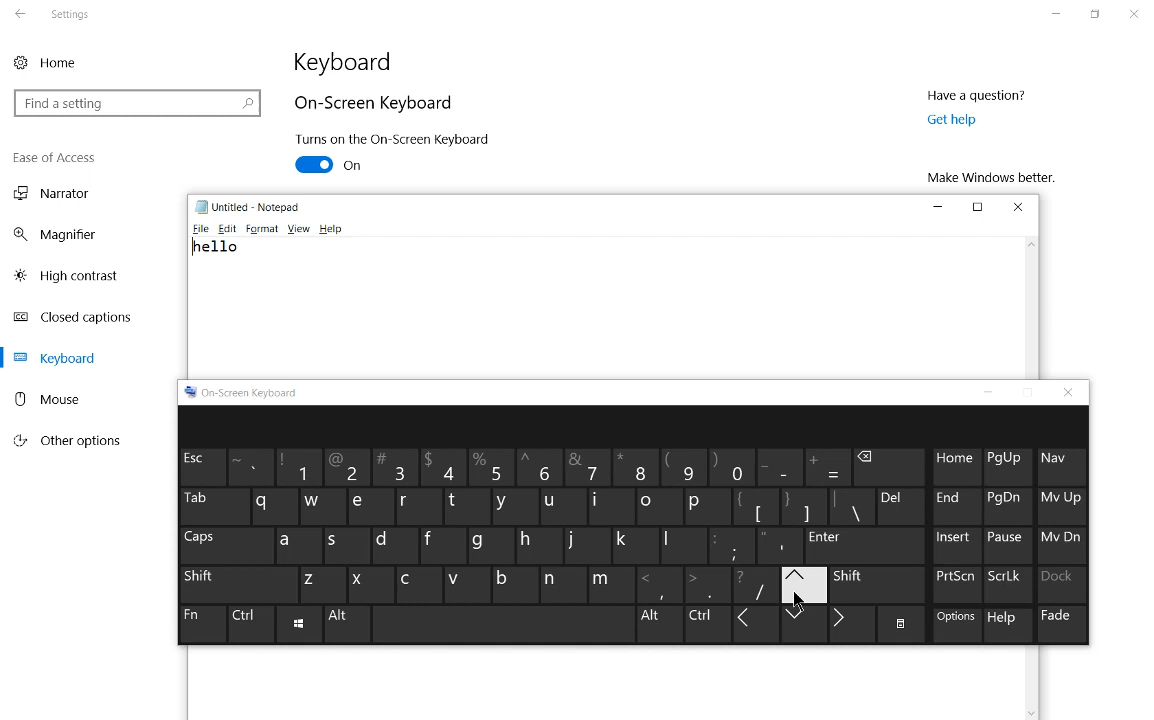 Settings
Home
Find a setting
Ease of Access
Narrator
Magnifier
High contrast
Closed captions
Keyboard
Mouse
Other options
Keyboard
On-Screen Keyboard
Turns on the On-Screen Keyboard
On
Have a question?
Get help
Make Windows better.
Untitled - Notepad
File Edit Format View Help
hello
On-Screen Keyboard
Esc ~ ` ! 1 @ 2 # 3 $ 4 % 5 ^ 6 & 7 * 8 ( 9 ) 0 _ - + = Home PgUp Nav
Tab q w e r t y u i o p { [ } ] | \ Del End PgDn Mv Up
Caps a s d f g h j k l : ; " ' Enter Insert Pause Mv Dn
Shift z x c v b n m < , > . ? / Shift PrtScn ScrLk Dock
Fn Ctrl Alt Alt Ctrl Options Help Fade